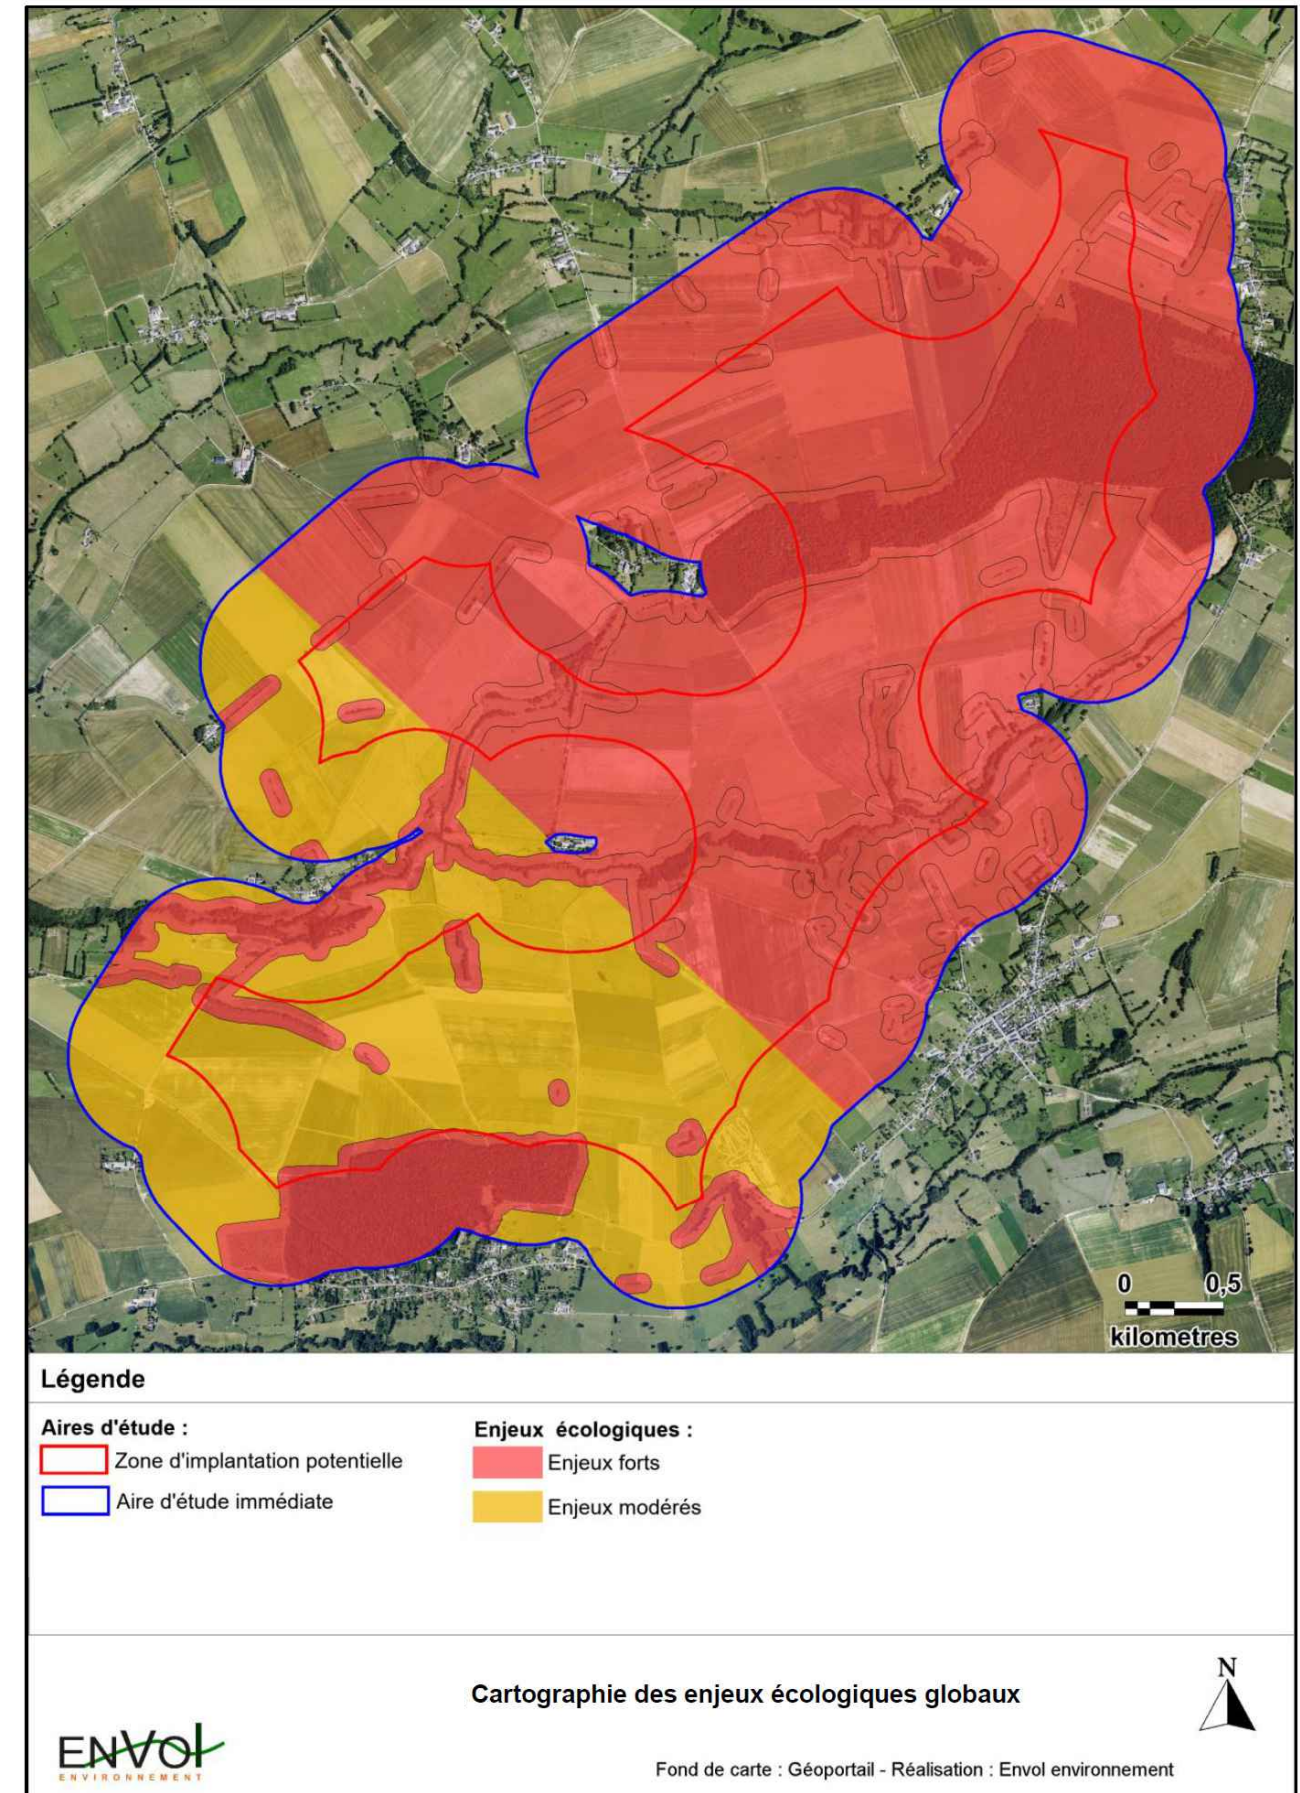 0 0,5
kilometres
Légende
Aires d'étude :
Zone d'implantation potentielle
Aire d'étude immédiate
Enjeux écologiques :
Enjeux forts
Enjeux modérés
N
Cartographie des enjeux écologiques globaux
ENVOl
ENVIRONNEMENT
Fond de carte : Géoportail - Réalisation : Envol environnement